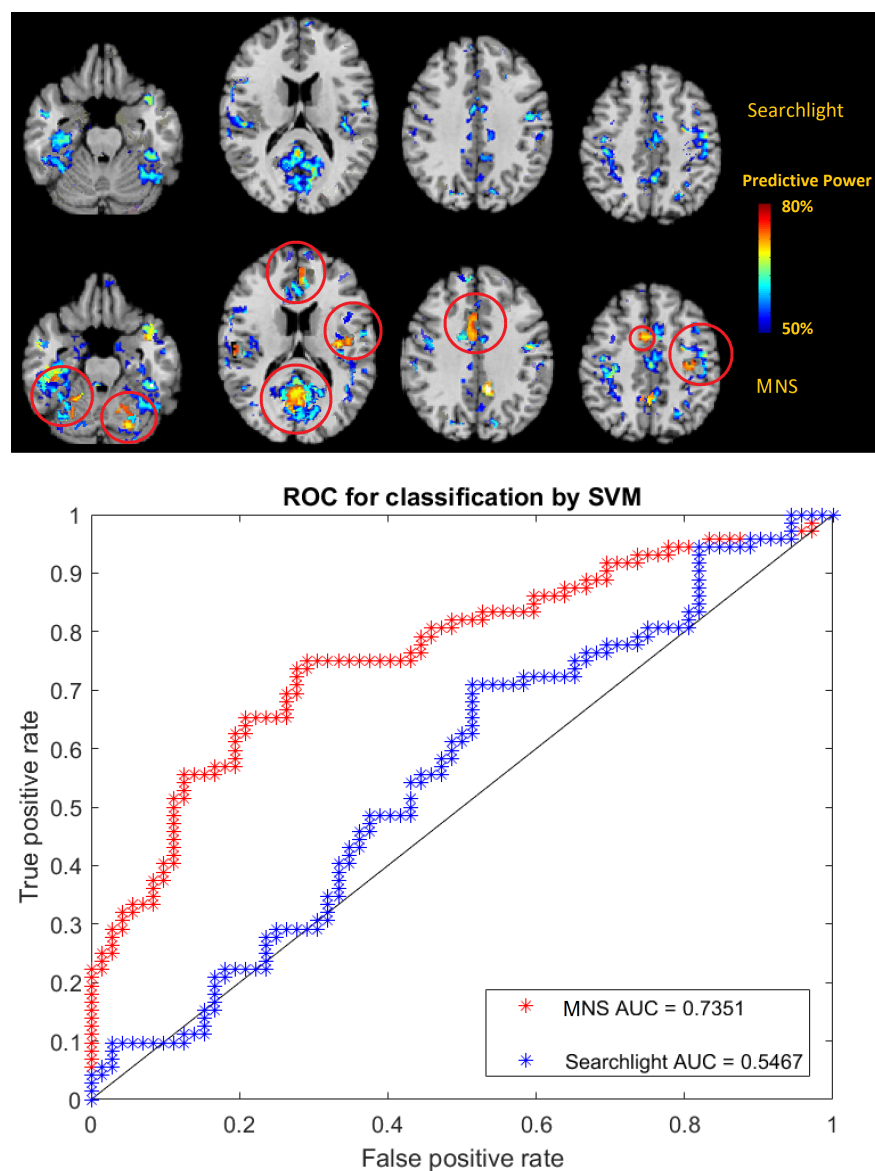 Searchlight
Predictive Power
80%
50%
MNS
ROC for classification by SVM
1
0.9
0.8
0.7
0.6
0.5
0.4
0.3
0.2
0.1
0
True positive rate
MNS AUC = 0.7351
Searchlight AUC = 0.5467
0 0.2 0.4 0.6 0.8 1
False positive rate